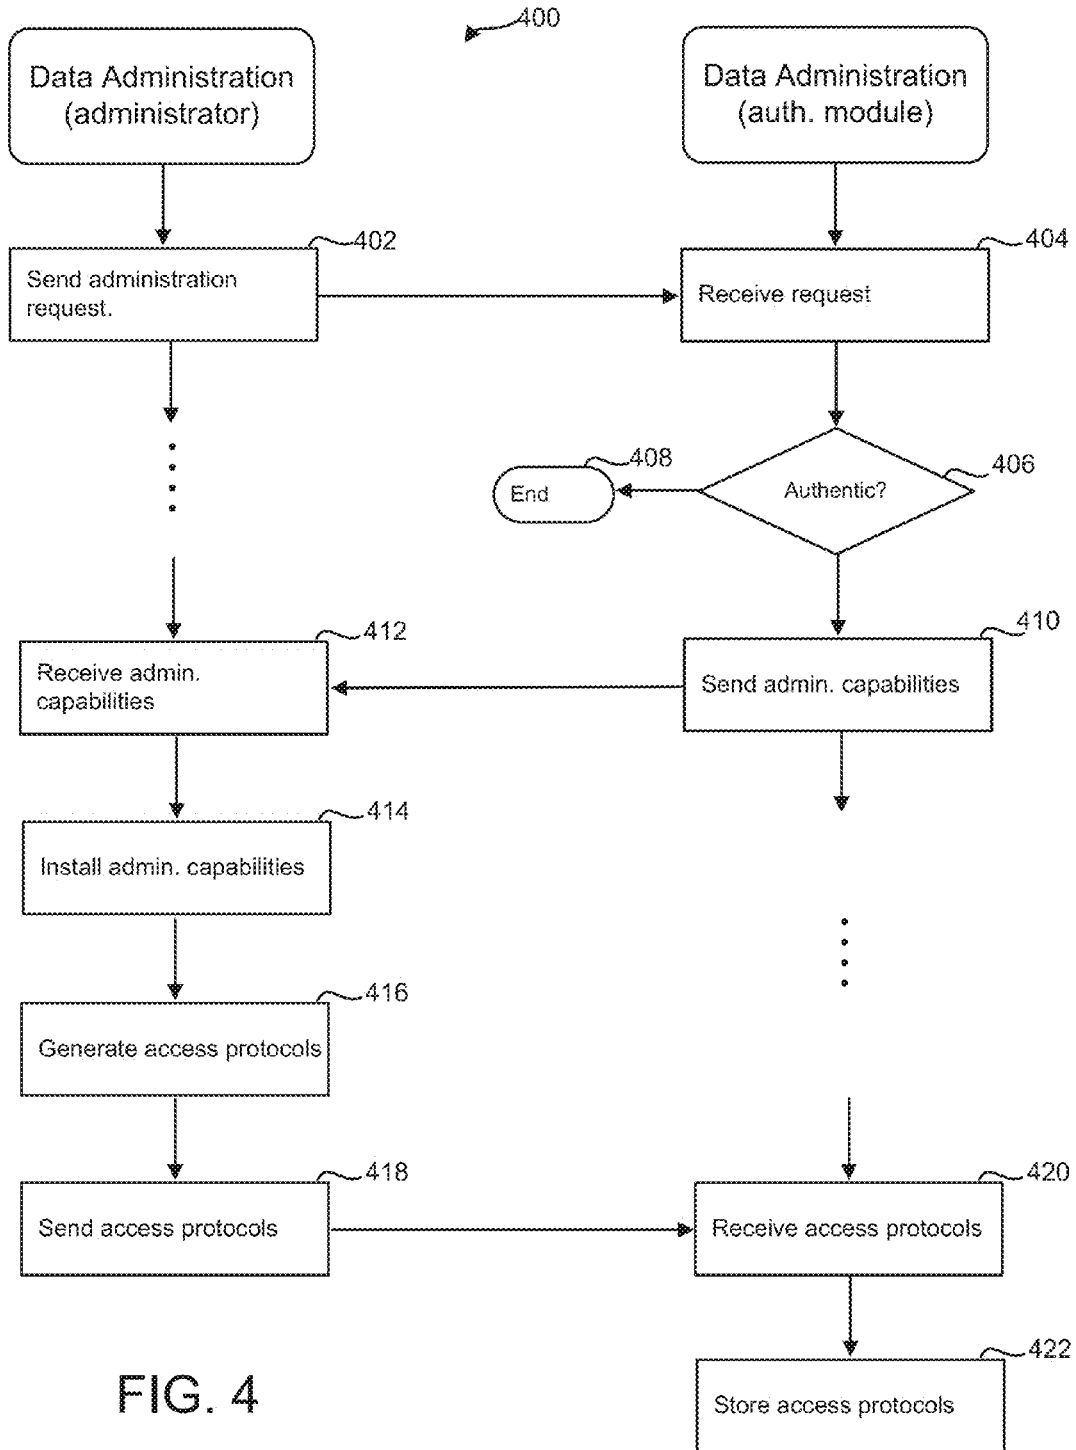 400
Data Administration
(administrator)
Data Administration
(auth. module)
402
Send administration
request.
404
Receive request
406
Authentic?
408
End
410
Send admin. capabilities
412
Receive admin.
capabilities
414
Install admin. capabilities
416
Generate access protocols
418
Send access protocols
420
Receive access protocols
422
Store access protocols
FIG. 4